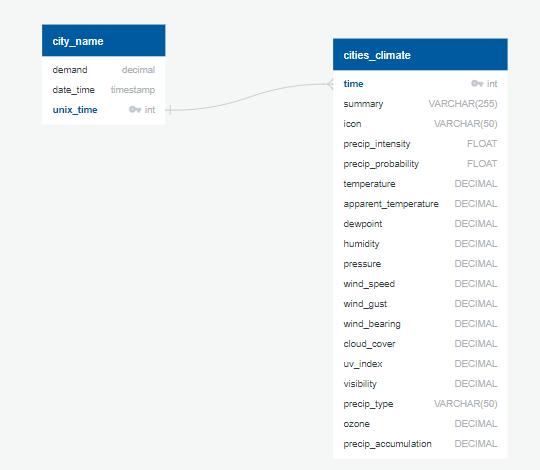 city_name
demand decimal
date_time timestamp
unix_time int
cities_climate
time int
summary VARCHAR(255)
icon VARCHAR(50)
precip_intensity FLOAT
precip_probability FLOAT
temperature DECIMAL
apparent_temperature DECIMAL
dewpoint DECIMAL
humidity DECIMAL
pressure DECIMAL
wind_speed DECIMAL
wind_gust DECIMAL
wind_bearing DECIMAL
cloud_cover DECIMAL
uv_index DECIMAL
visibility DECIMAL
precip_type VARCHAR(50)
ozone DECIMAL
precip_accumulation DECIMAL